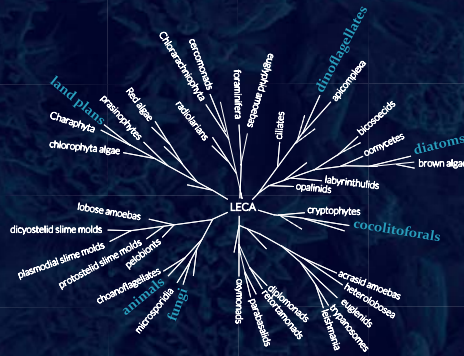 land plans
Charaphyta
chlorophyta algae
prasinophytes
Red algae
radiolarians
Chloraracniophyta
cercomonads
foraminifera
euglyhid amoebas
ciliates
dinoflagellates
apicomplexa
bicosoecids
oomycetes
diatoms
brown algae
labyrinthulids
opalinids
LECA
cryptophytes
cocolitoforals
acrasid amoebas
heterolobosea
euglenids
trypanosomes
leishmania
diplomonads
retortamonads
parabasalids
oxymonads
fungi
microsporidia
animals
choanoflagellates
pelobionts
protostelid slime molds
plasmodial slime molds
dicyostelid slime molds
lobose amoebas